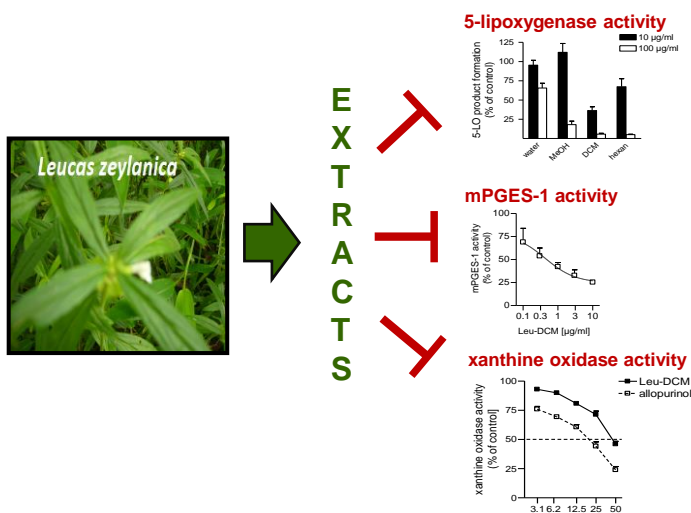 Leucas zeylanica
E
X
T
R
A
C
T
S
5-lipoxygenase activity
10 µg/ml
100 µg/ml
5-LO product formation
(% of control)
125
100
75
50
25
water
MeOH
DCM
hexan
mPGES-1 activity
mPGES-1 activity
(% of control)
100
75
50
25
0
0.1
0.3
1
3
10
Leu-DCM [µg/ml]
xanthine oxidase activity
Leu-DCM
allopurinol
xanthine oxidase activity
(% of control)
100
75
50
25
0
3.1 6.2 12.5 25 50